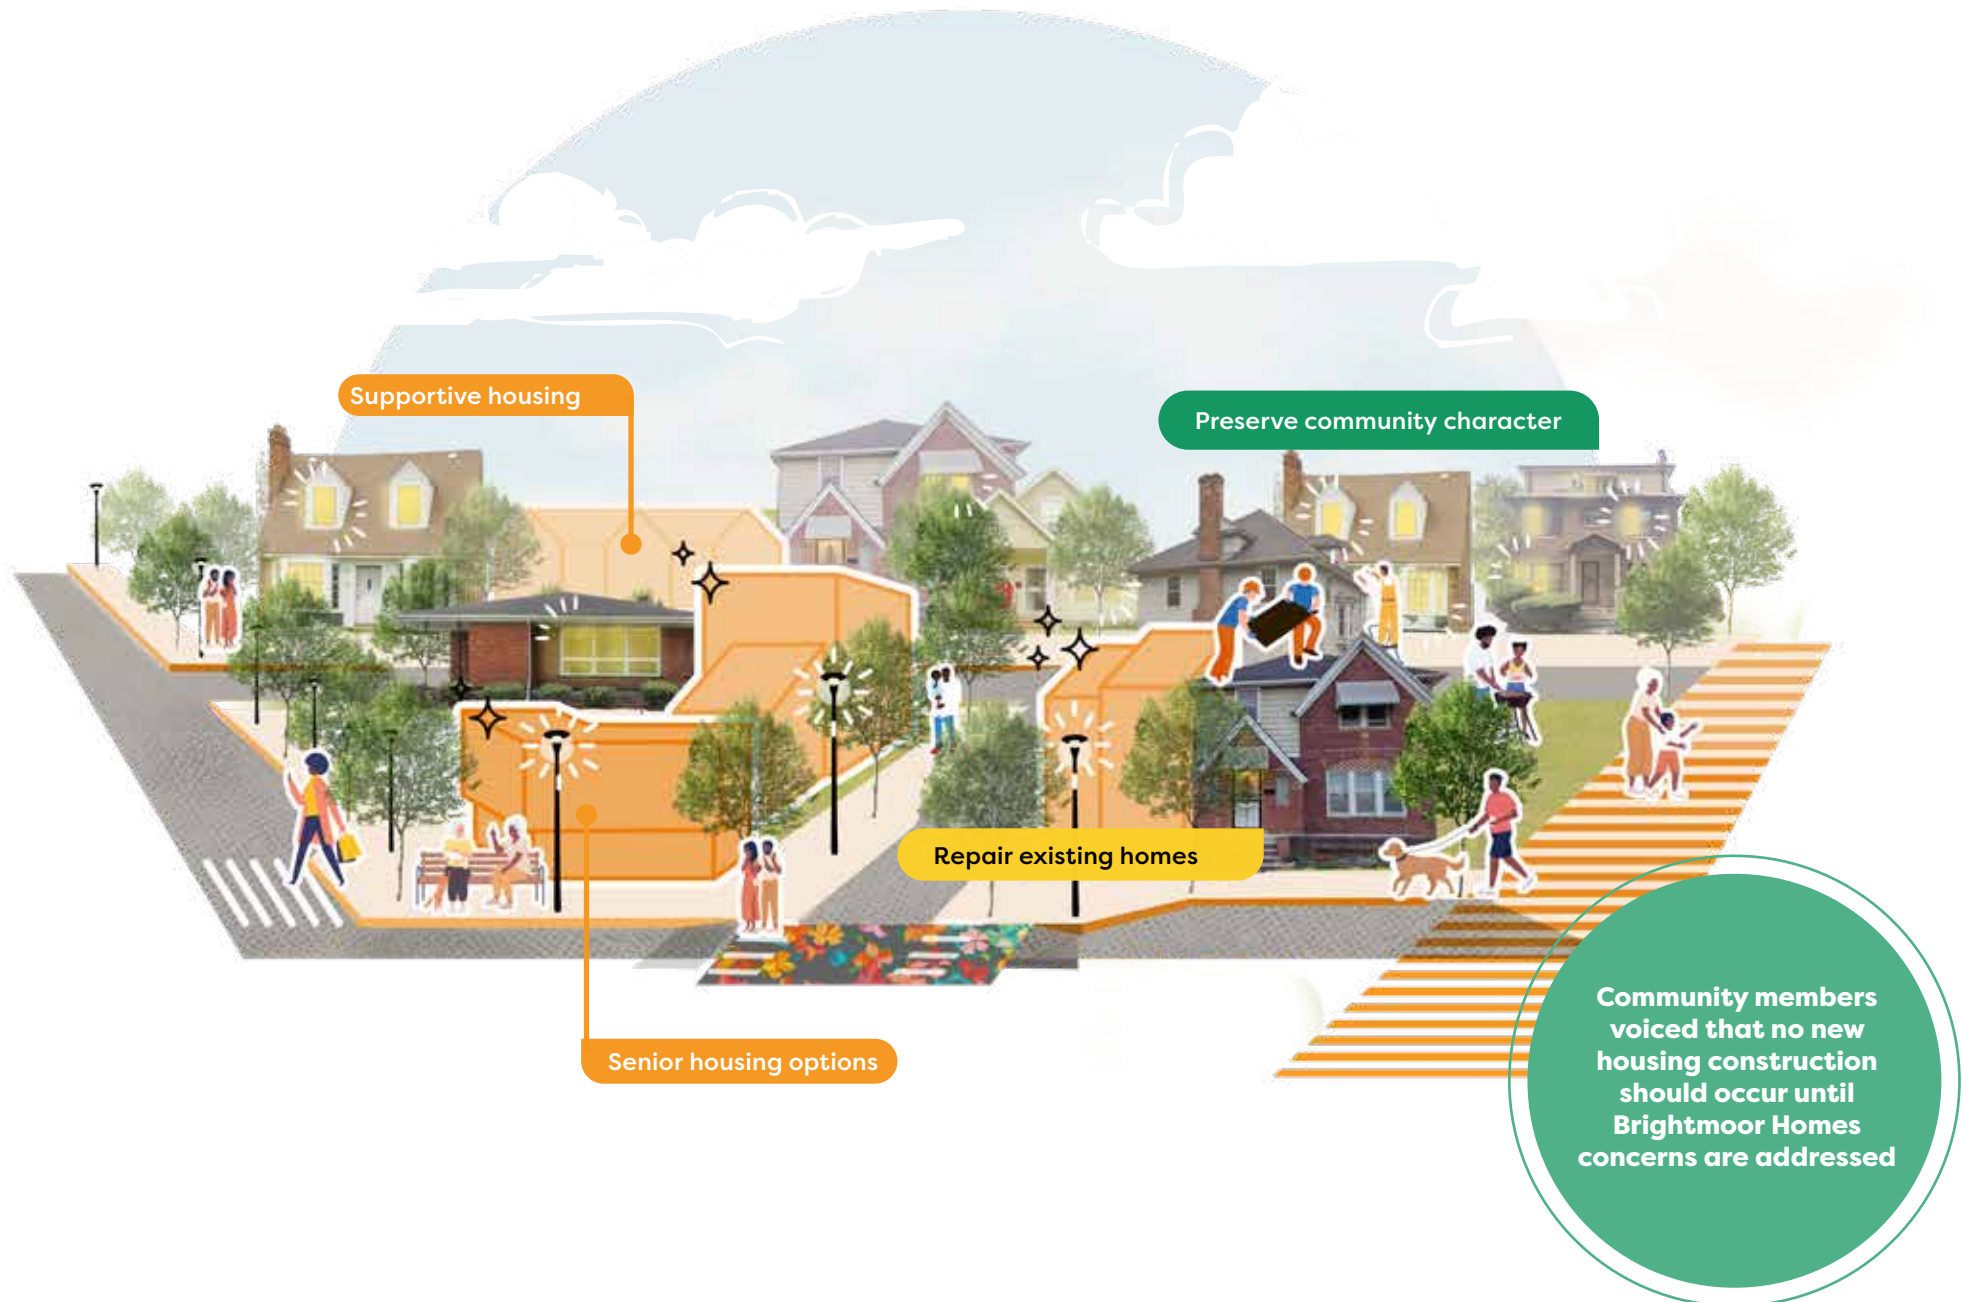 Supportive housing
Preserve community character
Repair existing homes
Senior housing options
Community members
voiced that no new
housing construction
should occur until
Brightmoor Homes
concerns are addressed